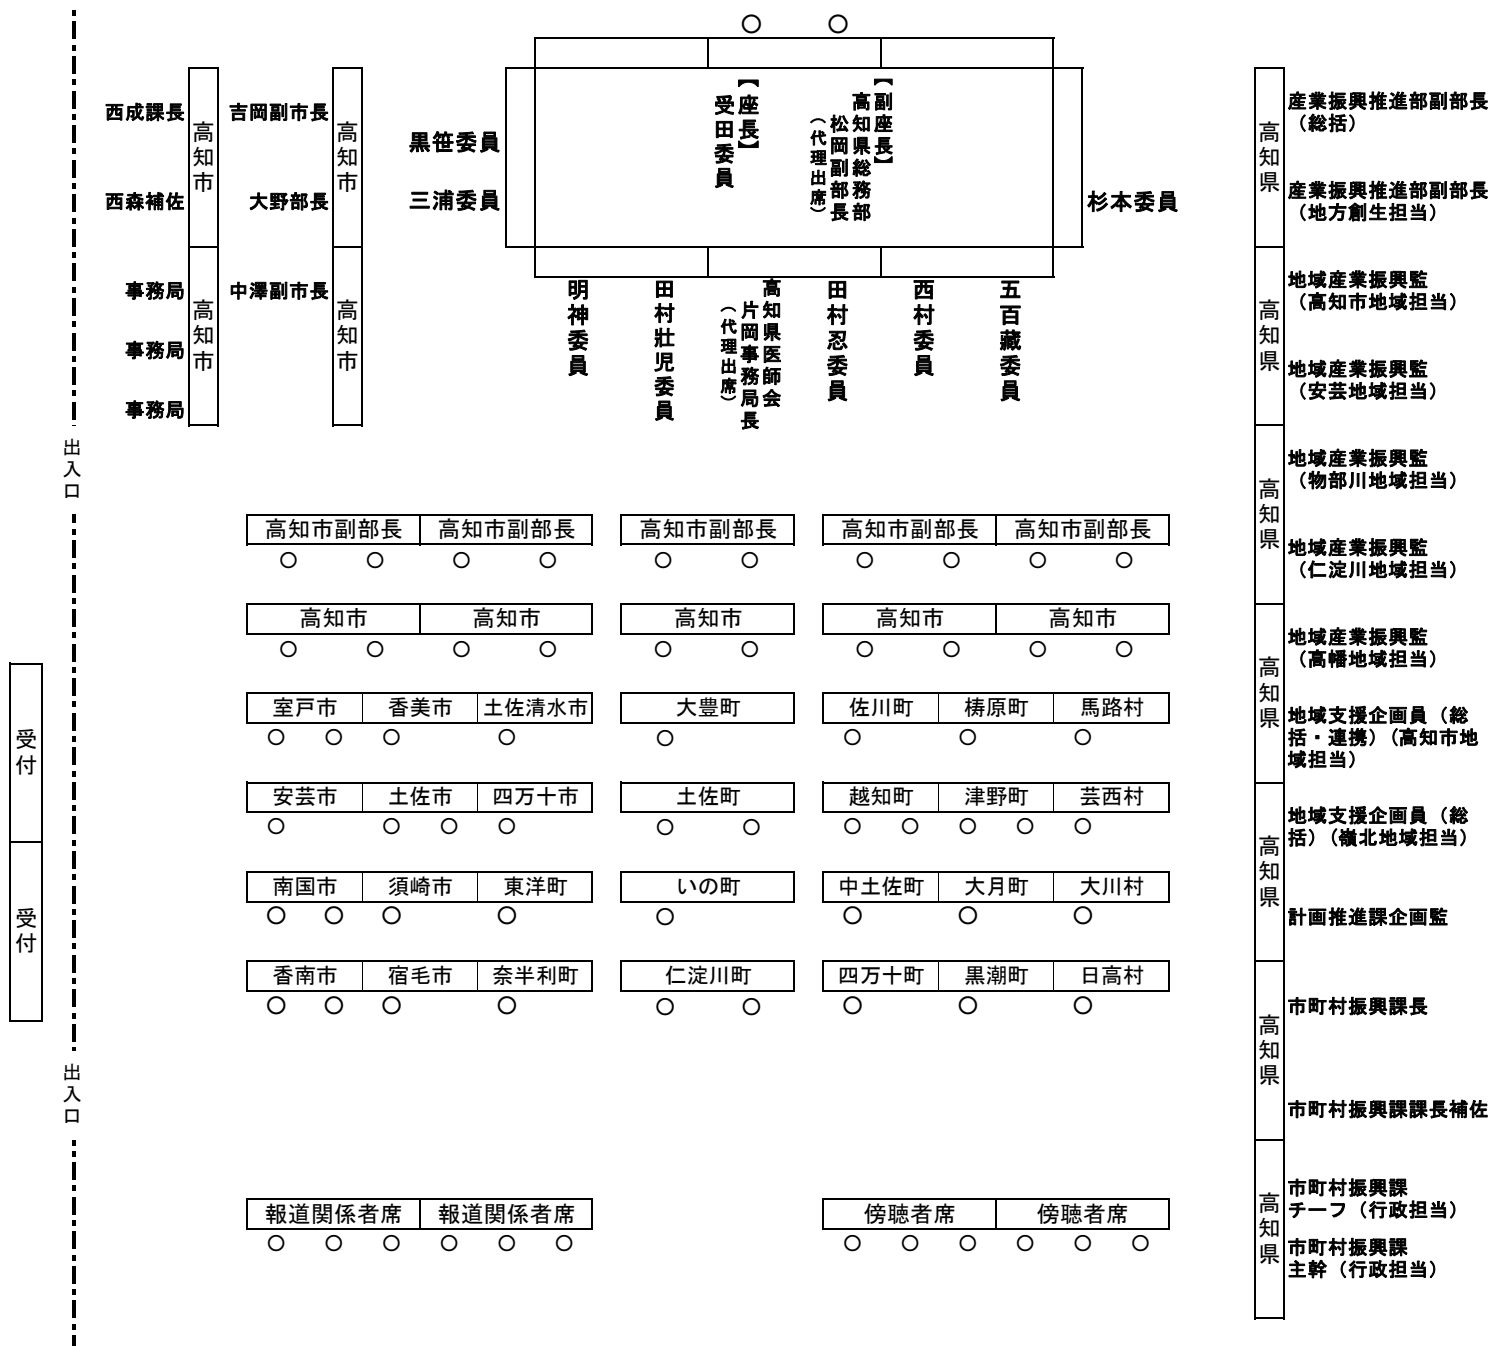 ○ ○
【座長】
受田委員
【副座長】
高知県総務部
松岡副部長
（代理出席）
西成課長
西森補佐
高知市
吉岡副市長
大野部長
高知市
黒笹委員
三浦委員
杉本委員
事務局
事務局
事務局
高知市
中澤副市長
高知市
明神委員
田村壯児委員
高知県医師会
片岡事務局長
（代理出席）
田村忍委員
西村委員
五百藏委員
出入口
高知市副部長 高知市副部長 高知市副部長 高知市副部長 高知市副部長
○ ○ ○ ○ ○ ○ ○ ○ ○ ○
高知市 高知市 高知市 高知市 高知市
○ ○ ○ ○ ○ ○ ○ ○ ○ ○
室戸市 香美市 土佐清水市 大豊町 佐川町 梼原町 馬路村
○ ○ ○ ○ ○ ○ ○ ○
安芸市 土佐市 四万十市 土佐町 越知町 津野町 芸西村
○ ○ ○ ○ ○ ○ ○ ○ ○ ○ ○
南国市 須崎市 東洋町 いの町 中土佐町 大月町 大川村
○ ○ ○ ○ ○ ○ ○ ○
香南市 宿毛市 奈半利町 仁淀川町 四万十町 黒潮町 日高村
○ ○ ○ ○ ○ ○ ○ ○ ○
受付
受付
出入口
報道関係者席 報道関係者席 傍聴者席 傍聴者席
○ ○ ○ ○ ○ ○ ○ ○ ○ ○ ○ ○
高知県
産業振興推進部副部長
（総括）
産業振興推進部副部長
（地方創生担当）
高知県
地域産業振興監
（高知市地域担当）
地域産業振興監
（安芸地域担当）
高知県
地域産業振興監
（物部川地域担当）
地域産業振興監
（仁淀川地域担当）
高知県
地域産業振興監
（高幡地域担当）
地域支援企画員（総
括・連携）（高知市地
域担当）
高知県
地域支援企画員（総
括）（嶺北地域担当）
計画推進課企画監
高知県
市町村振興課長
市町村振興課課長補佐
高知県
市町村振興課
チーフ（行政担当）
市町村振興課
主幹（行政担当）